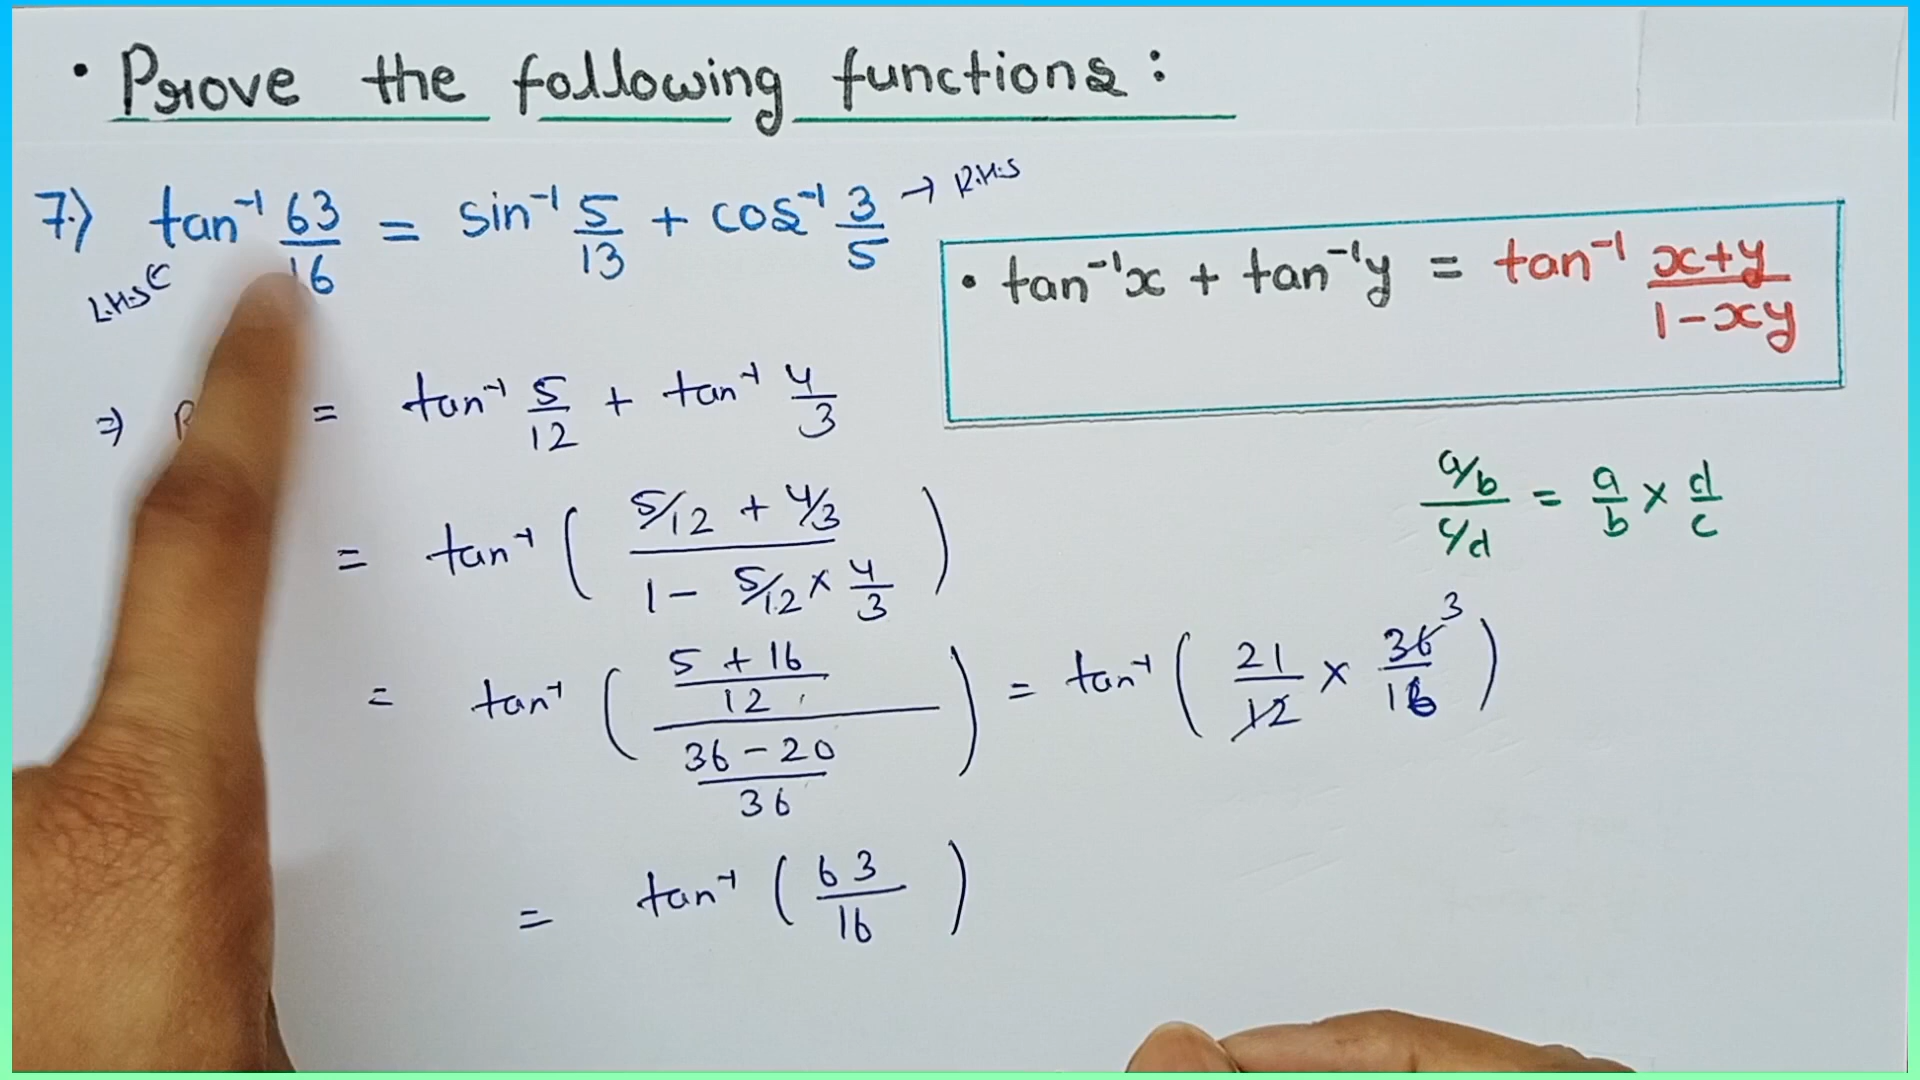 • Prove the following functions:
7.) tan⁻¹ 63/16 = sin⁻¹ 5/13 + cos⁻¹ 3/5 → R.H.S
L.H.S
• tan⁻¹x + tan⁻¹y = tan⁻¹ x+y/1-xy
⇒ = tan⁻¹ 5/12 + tan⁻¹ 4/3
a/b / c/d = a/b × d/c
= tan⁻¹ ( 5/12 + 4/3 / 1 - 5/12 × 4/3 )
= tan⁻¹ ( 5 + 16/12 / 36 - 20/36 ) = tan⁻¹ ( 21/12 × 36/16 ) 3
= tan⁻¹ ( 63/16 )